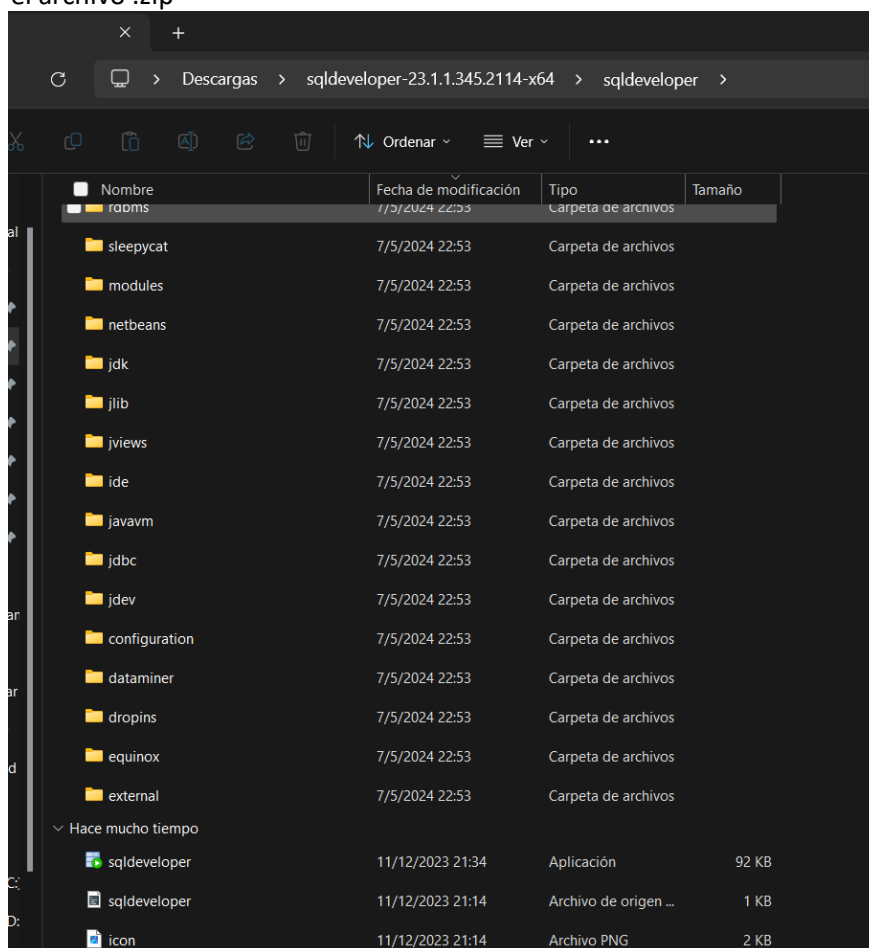 el archivo .zip
Descargas > sqldeveloper-23.1.1.345.2114-x64 > sqldeveloper >
Ordenar Ver
Nombre Fecha de modificación Tipo Tamaño
rdbms 7/5/2024 22:53 Carpeta de archivos
al
sleepycat 7/5/2024 22:53 Carpeta de archivos
modules 7/5/2024 22:53 Carpeta de archivos
netbeans 7/5/2024 22:53 Carpeta de archivos
jdk 7/5/2024 22:53 Carpeta de archivos
jlib 7/5/2024 22:53 Carpeta de archivos
jviews 7/5/2024 22:53 Carpeta de archivos
ide 7/5/2024 22:53 Carpeta de archivos
javavm 7/5/2024 22:53 Carpeta de archivos
jdbc 7/5/2024 22:53 Carpeta de archivos
jdev 7/5/2024 22:53 Carpeta de archivos
ar
configuration 7/5/2024 22:53 Carpeta de archivos
dataminer 7/5/2024 22:53 Carpeta de archivos
ar
dropins 7/5/2024 22:53 Carpeta de archivos
equinox 7/5/2024 22:53 Carpeta de archivos
d
external 7/5/2024 22:53 Carpeta de archivos
Hace mucho tiempo
sqldeveloper 11/12/2023 21:34 Aplicación 92 KB
C:
sqldeveloper 11/12/2023 21:14 Archivo de origen ... 1 KB
D:
icon 11/12/2023 21:14 Archivo PNG 2 KB